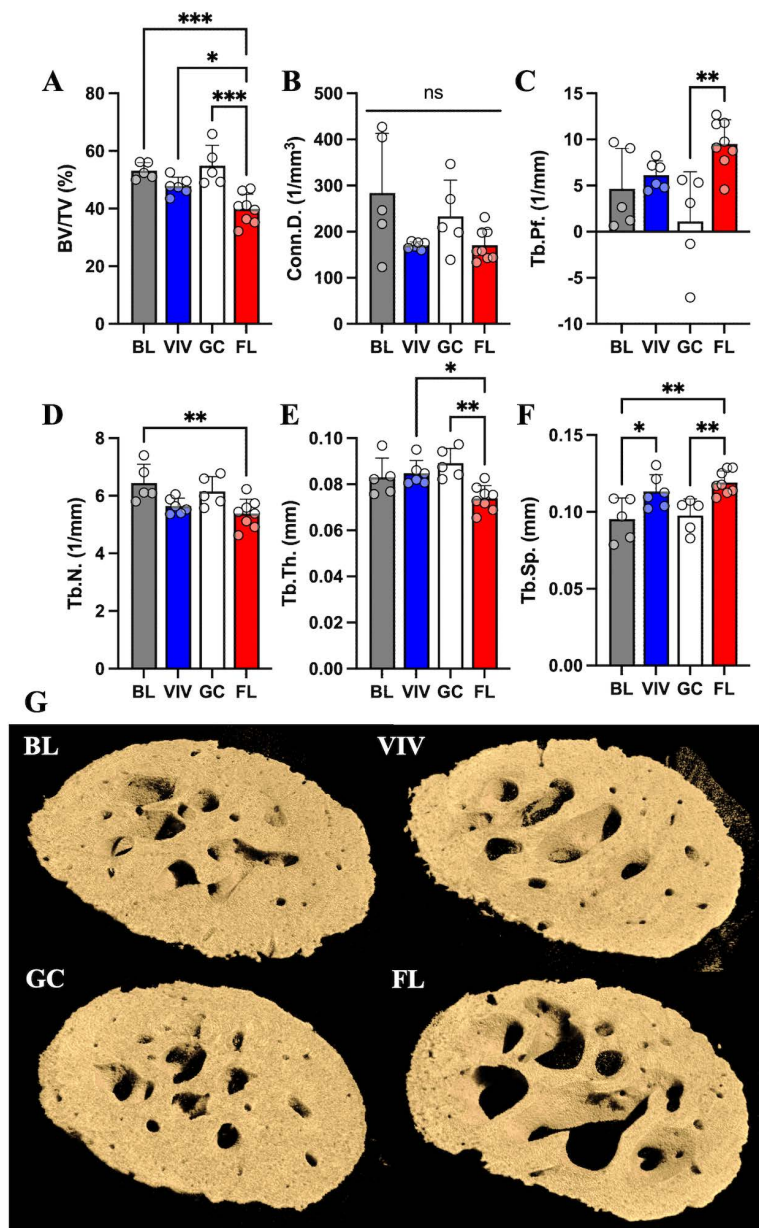 A
BV/TV (%)
80
60
40
20
0
***
*
***
BL VIV GC FL
B
Conn.D. (1/mm³)
500
400
300
200
100
0
ns
BL VIV GC FL
C
Tb.Pf. (1/mm)
15
10
5
0
-5
-10
**
BL VIV GC FL
D
Tb.N. (1/mm)
8
6
4
2
0
**
BL VIV GC FL
E
Tb.Th. (mm)
0.10
0.08
0.06
0.04
0.02
0.00
*
**
BL VIV GC FL
F
Tb.Sp. (mm)
0.15
0.10
0.05
0.00
**
*
**
BL VIV GC FL
G
BL
VIV
GC
FL